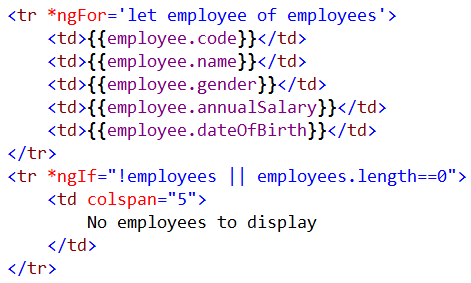 <tr *ngFor='let employee of employees'>
    <td>{{employee.code}}</td>
    <td>{{employee.name}}</td>
    <td>{{employee.gender}}</td>
    <td>{{employee.annualSalary}}</td>
    <td>{{employee.dateOfBirth}}</td>
</tr>
<tr *ngIf="!employees || employees.length==0">
    <td colspan="5">
        No employees to display
    </td>
</tr>